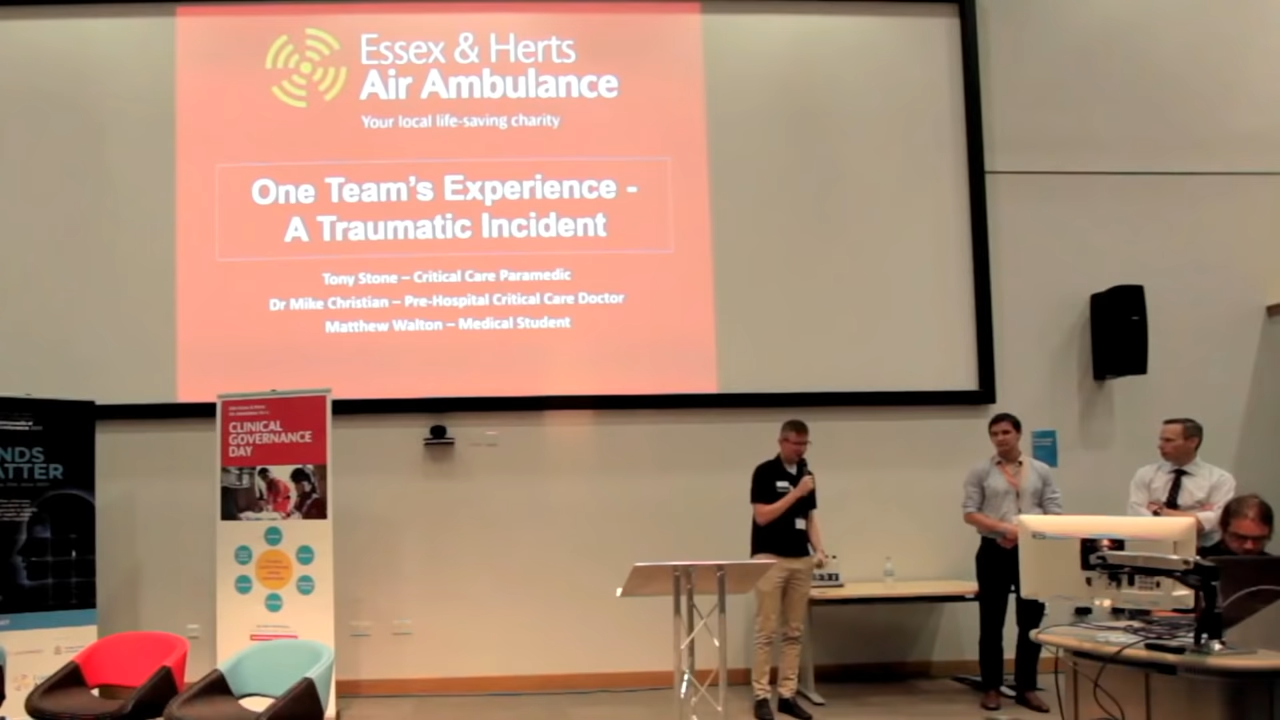 Essex & Herts
Air Ambulance
Your local life-saving charity
One Team's Experience -
A Traumatic Incident
Tony Stone – Critical Care Paramedic
Dr Mike Christian – Pre-Hospital Critical Care Doctor
Matthew Walton – Medical Student
CLINICAL
GOVERNANCE
DAY
NDS
ATTER